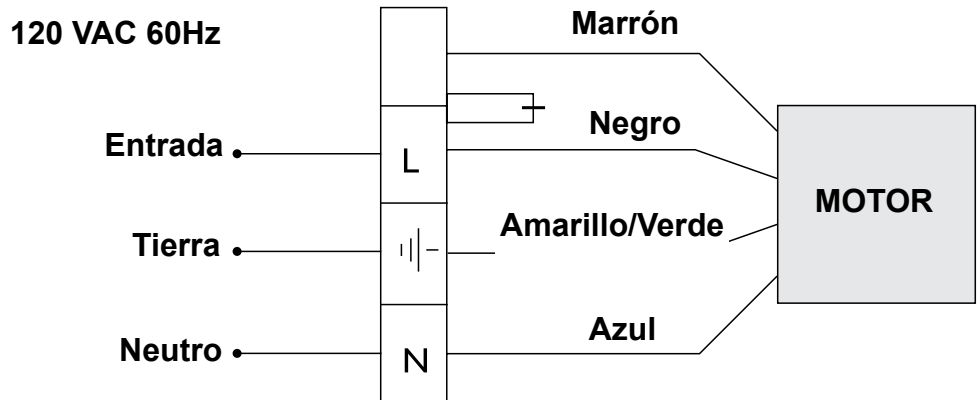 120 VAC 60Hz
Marrón
Negro
Entrada
L
MOTOR
Amarillo/Verde
Tierra
Azul
Neutro
N